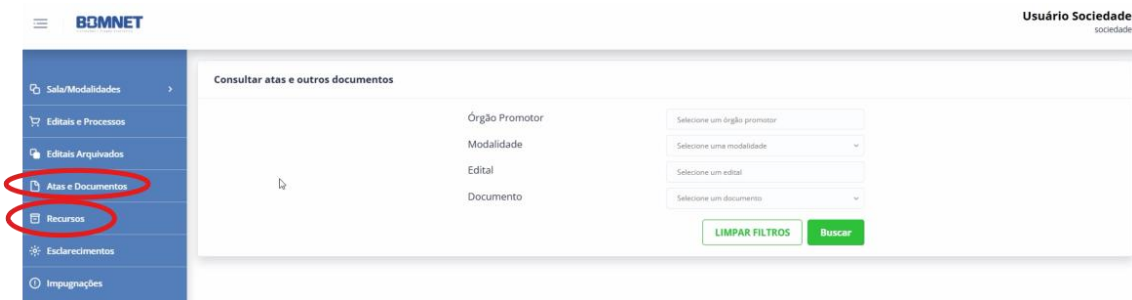 BOMNET
Usuário Sociedade
sociedade
Sala/Modalidades
Editais e Processos
Editais Arquivados
Atas e Documentos
Recursos
Esclarecimentos
Impugnações
Consultar atas e outros documentos
Órgão Promotor
Selecione um órgão promotor
Modalidade
Selecione uma modalidade
Edital
Selecione um edital
Documento
Selecione um documento
LIMPAR FILTROS
Buscar